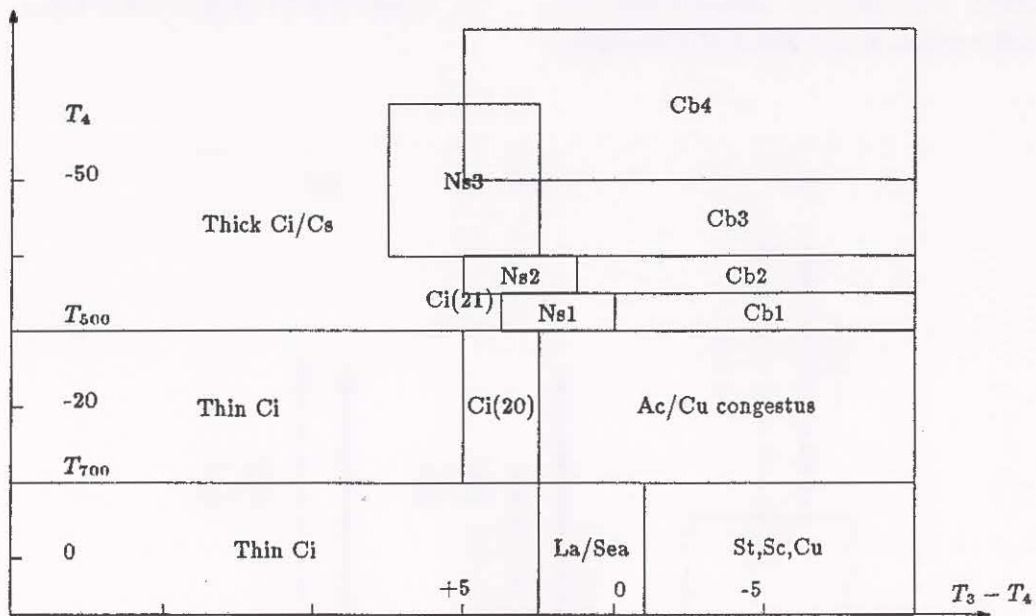 Cb4
T₄
-50
Ns3
Thick Ci/Cs
Cb3
Ns2
Cb2
Ci(21)
T₅₀₀
Ns1
Cb1
-20
Thin Ci
Ci(20)
Ac/Cu congestus
T₇₀₀
0
Thin Ci
La/Sea
St,Sc,Cu
+5
0
-5
T₃ − T₄